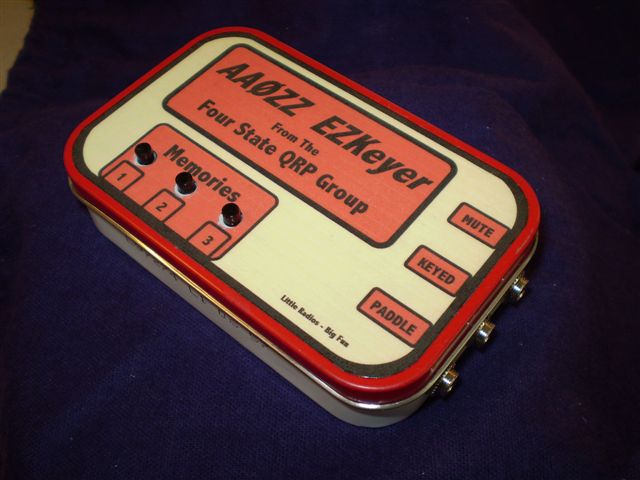 AAØZZ EZKeyer
From The
Four State QRP Group
Memories
1
2
3
MUTE
KEYED
PADDLE
Little Radios - Big Fun